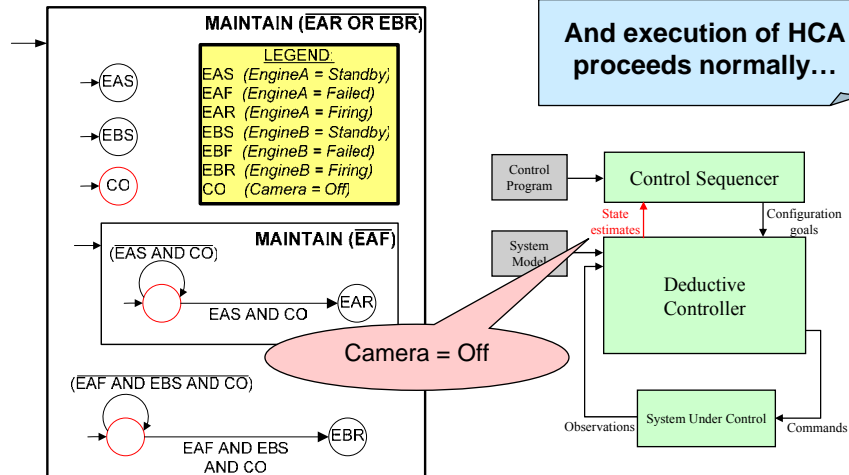 MAINTAIN (EAR OR EBR)
EAS
EBS
CO
LEGEND:
EAS (EngineA = Standby)
EAF (EngineA = Failed)
EAR (EngineA = Firing)
EBS (EngineB = Standby)
EBF (EngineB = Failed)
EBR (EngineB = Firing)
CO (Camera = Off)
MAINTAIN (EAF)
(EAS AND CO)
EAR
EAS AND CO
(EAF AND EBS AND CO)
EBR
EAF AND EBS
AND CO
And execution of HCA
proceeds normally…
Control
Program
Control Sequencer
State
estimates
Configuration
goals
System
Model
Deductive
Controller
Camera = Off
System Under Control
Observations
Commands